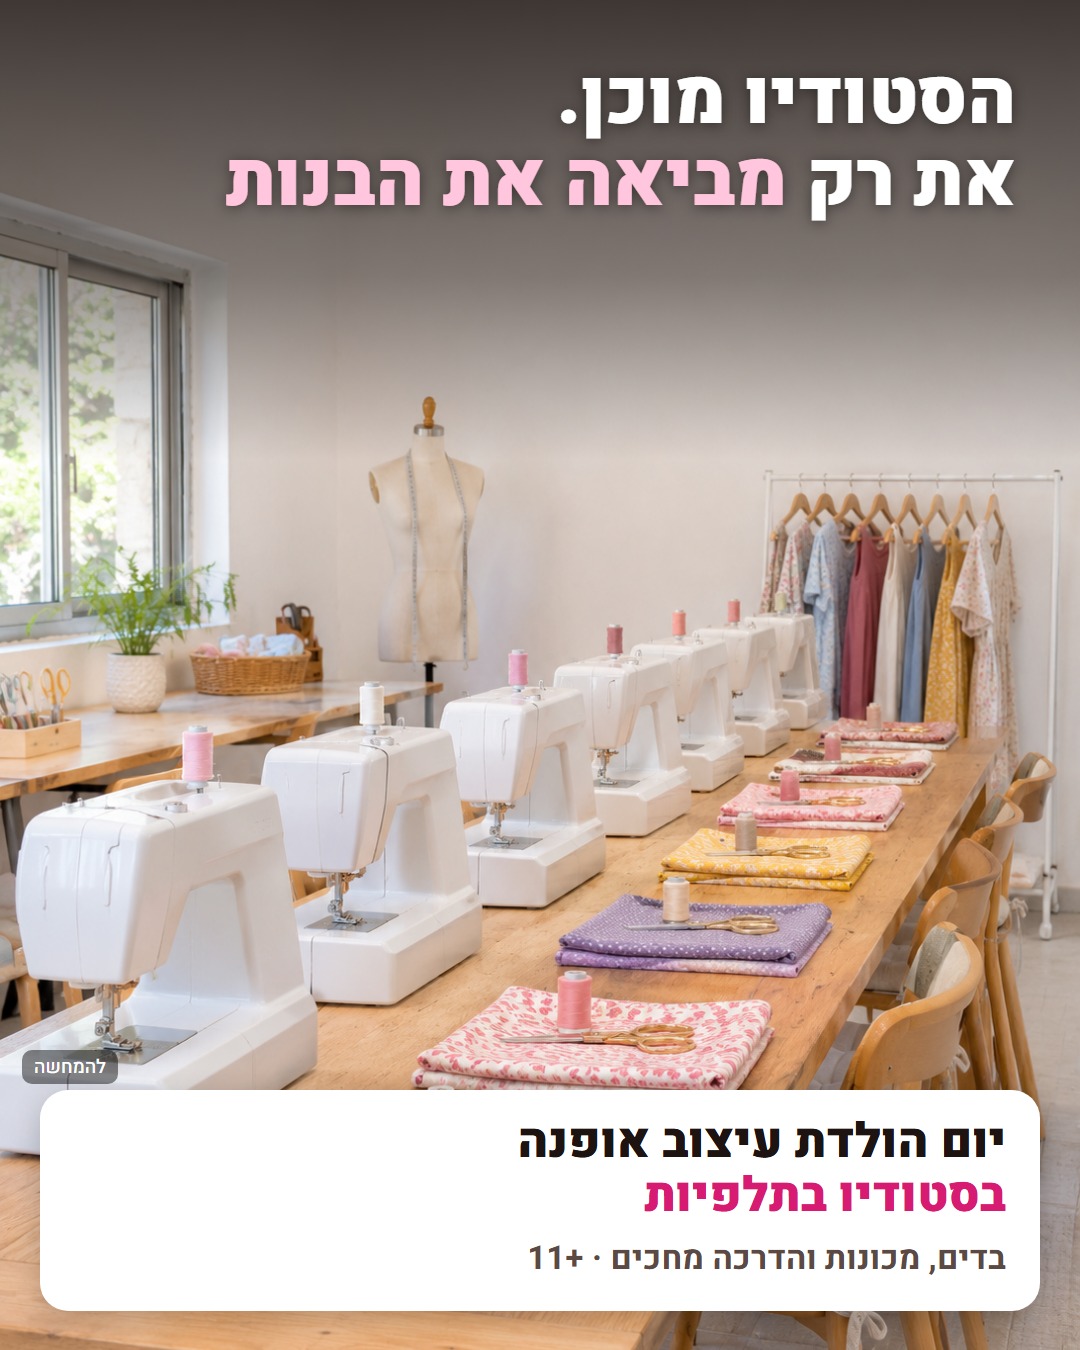 הסטודיו מוכן.
את רק מביאה את הבנות
להמחשה
יום הולדת עיצוב אופנה
בסטודיו בתלפיות
בדים, מכונות והדרכה מחכים · 11+